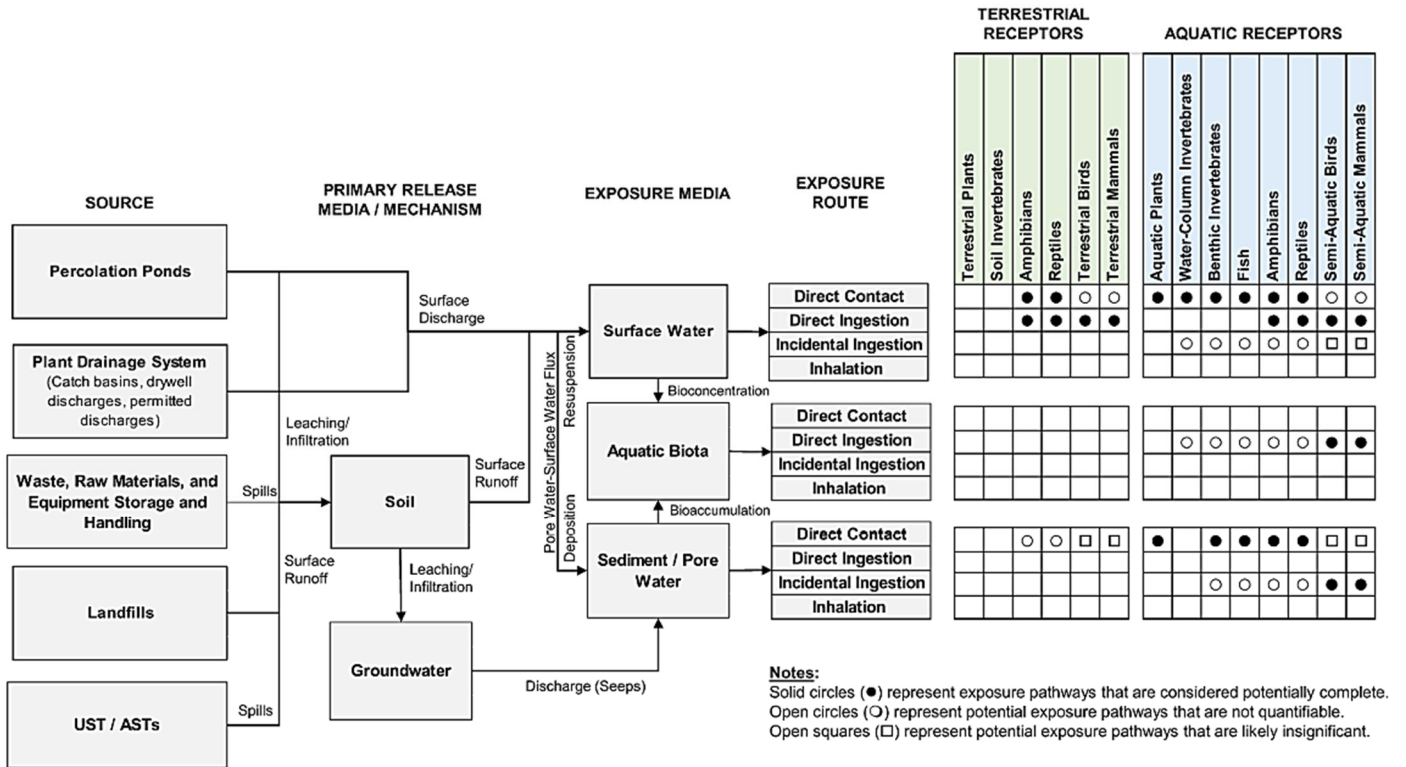 TERRESTRIAL
RECEPTORS
AQUATIC RECEPTORS
Terrestrial Plants
Soil Invertebrates
Amphibians
Reptiles
Terrestrial Birds
Terrestrial Mammals
Aquatic Plants
Water-Column Invertebrates
Benthic Invertebrates
Fish
Amphibians
Reptiles
Semi-Aquatic Birds
Semi-Aquatic Mammals
SOURCE
PRIMARY RELEASE
MEDIA / MECHANISM
EXPOSURE MEDIA
EXPOSURE
ROUTE
Percolation Ponds
Plant Drainage System
(Catch basins, drywell
discharges, permitted
discharges)
Waste, Raw Materials, and
Equipment Storage and
Handling
Landfills
UST / ASTs
Leaching/
Infiltration
Spills
Surface
Runoff
Spills
Soil
Leaching/
Infiltration
Groundwater
Surface
Discharge
Surface
Runoff
Discharge (Seeps)
Pore Water-Surface Water Flux
Resuspension
Deposition
Surface Water
Bioconcentration
Aquatic Biota
Bioaccumulation
Sediment / Pore
Water
Direct Contact
Direct Ingestion
Incidental Ingestion
Inhalation
Direct Contact
Direct Ingestion
Incidental Ingestion
Inhalation
Direct Contact
Direct Ingestion
Incidental Ingestion
Inhalation
Notes:
Solid circles (●) represent exposure pathways that are considered potentially complete.
Open circles (○) represent potential exposure pathways that are not quantifiable.
Open squares (□) represent potential exposure pathways that are likely insignificant.